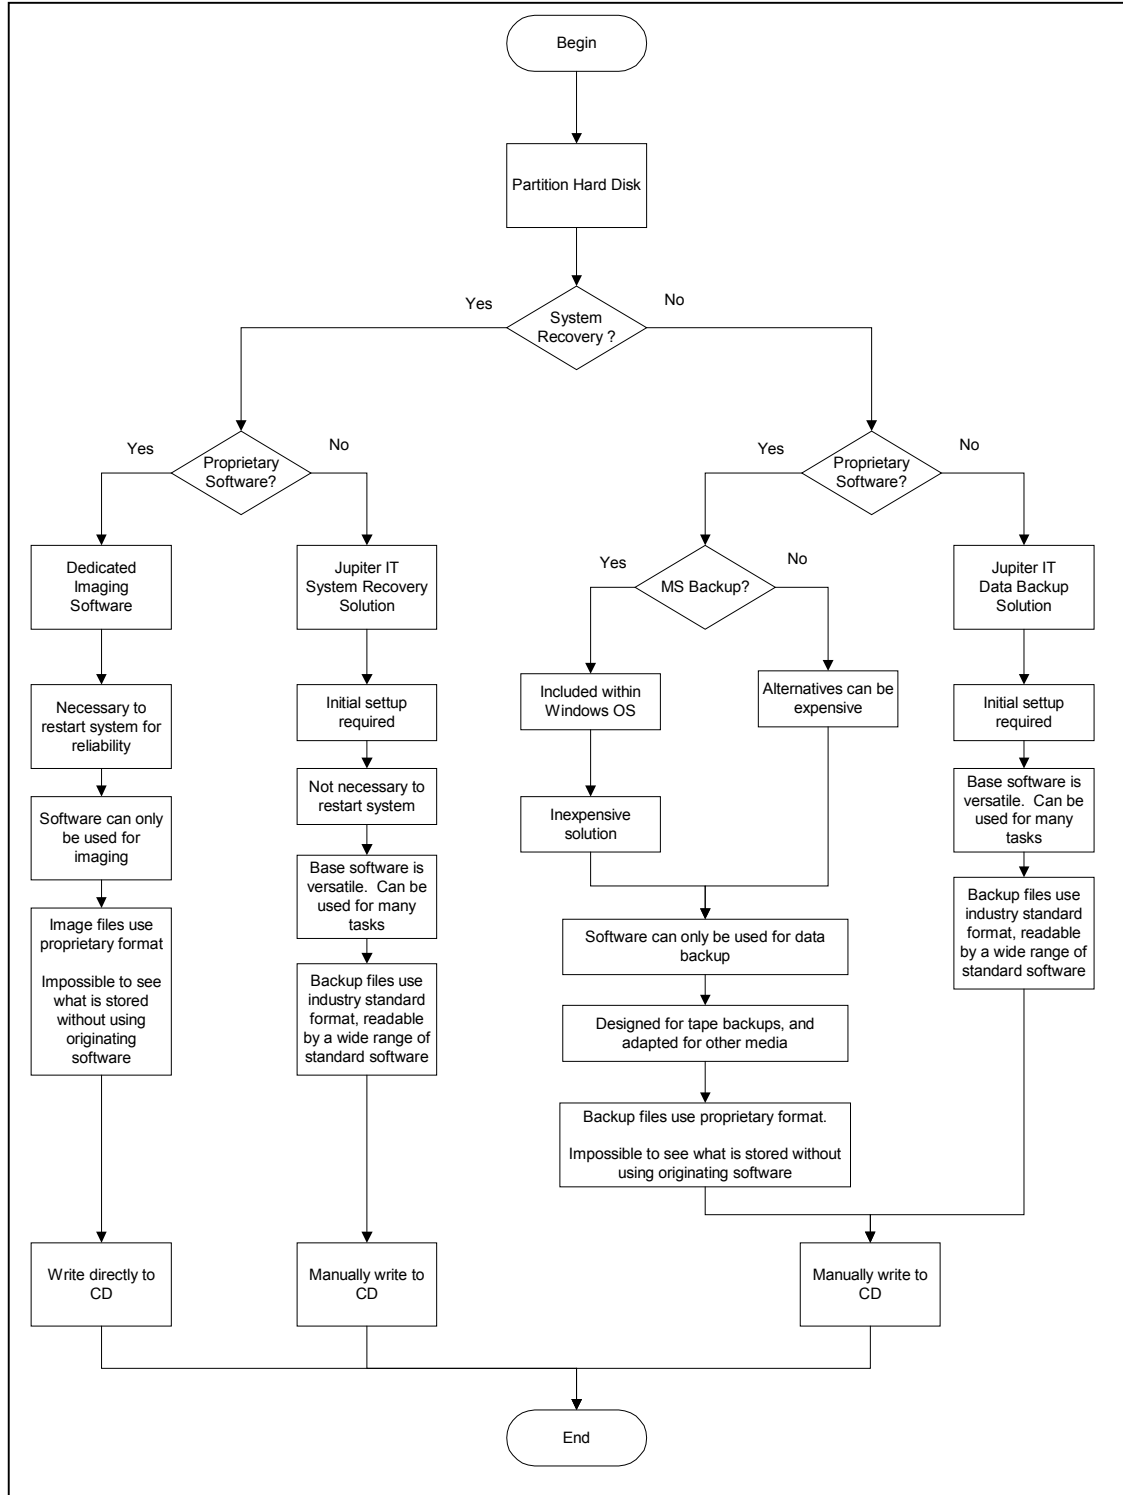 Begin
Partition Hard Disk
Yes
No
System
Recovery ?
Yes
No
Proprietary
Software?
Yes
No
Proprietary
Software?
Dedicated
Imaging
Software
Jupiter IT
System Recovery
Solution
Yes
No
MS Backup?
Jupiter IT
Data Backup
Solution
Necessary to
restart system for
reliability
Initial settup
required
Included within
Windows OS
Alternatives can be
expensive
Initial settup
required
Software can only
be used for
imaging
Not necessary to
restart system
Inexpensive
solution
Base software is
versatile. Can be
used for many
tasks
Image files use
proprietary format
Impossible to see
what is stored
without using
originating
software
Base software is
versatile. Can be
used for many
tasks
Software can only be used for data
backup
Backup files use
industry standard
format, readable
by a wide range of
standard software
Backup files use
industry standard
format, readable
by a wide range of
standard software
Designed for tape backups, and
adapted for other media
Backup files use proprietary format.
Impossible to see what is stored without
using originating software
Write directly to
CD
Manually write to
CD
Manually write to
CD
End